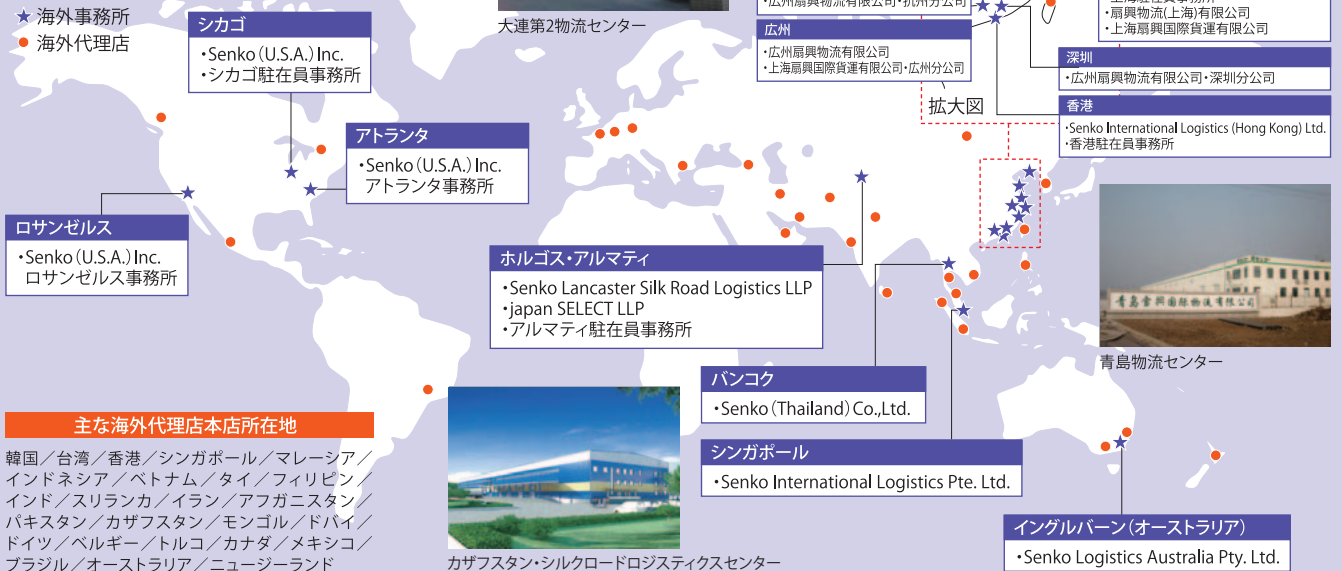 ★ 海外事務所
● 海外代理店
シカゴ
・Senko(U.S.A.)Inc.
・シカゴ駐在員事務所
アトランタ
・Senko(U.S.A.)Inc.
アトランタ事務所
ロサンゼルス
・Senko(U.S.A.)Inc.
ロサンゼルス事務所
大連第2物流センター
・広州扇興物流有限公司・杭州分公司
広州
・広州扇興物流有限公司
・上海扇興国際貨運有限公司・広州分公司
拡大図
・扇興物流(上海)有限公司
・上海扇興国際貨運有限公司
深圳
・広州扇興物流有限公司・深圳分公司
香港
・Senko International Logistics (Hong Kong) Ltd.
・香港駐在員事務所
ホルゴス・アルマティ
・Senko Lancaster Silk Road Logistics LLP
・japan SELECT LLP
・アルマティ駐在員事務所
青島物流センター
バンコク
・Senko(Thailand)Co.,Ltd.
シンガポール
・Senko International Logistics Pte. Ltd.
イングルバーン(オーストラリア)
・Senko Logistics Australia Pty. Ltd.
カザフスタン・シルクロードロジスティクスセンター
主な海外代理店本店所在地
韓国/台湾/香港/シンガポール/マレーシア/
インドネシア/ベトナム/タイ/フィリピン/
インド/スリランカ/イラン/アフガニスタン/
パキスタン/カザフスタン/モンゴル/ドバイ/
ドイツ/ベルギー/トルコ/カナダ/メキシコ/
ブラジル/オーストラリア/ニュージーランド